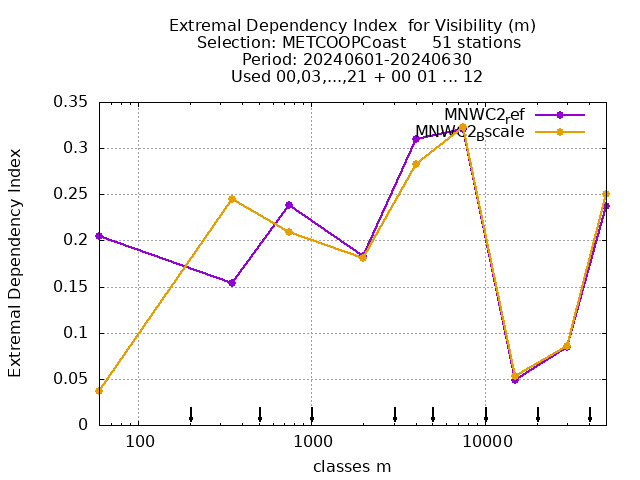 Extremal Dependency Index  for Visibility (m)
Selection: METCOOPCoast     51 stations
Period: 20240601-20240630
Used 00,03,...,21 + 00 01 ... 12
MNWC2ref
MNWC2Bscale
0.35
0.3
0.25
0.2
0.15
0.1
0.05
0
100 1000 10000
Extremal Dependency Index
classes m